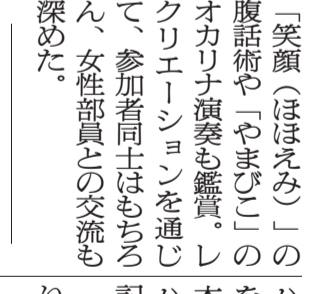 「笑顔（ほほえみ）」の
腹話術や「やまびこ」の
オカリナ演奏も鑑賞。レ
クリエーションを通じ
て、参加者同士はもちろ
ん、女性部員との交流も
深めた。